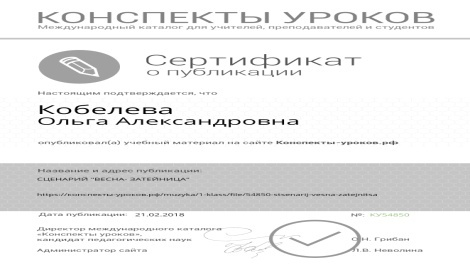 КОНСПЕКТЫ УРОКОВ
Международный каталог для учителей, преподавателей и студентов
Сертификат
о публикации
Настоящим подтверждается, что
Кобелева
Ольга Александровна
опубликовал(а) учебный материал на сайте Конспекты-уроков.рф
Название и адрес публикации:
СЦЕНАРИЙ "ВЕСНА- ЗАТЕЙНИЦА"
https://конспекты-уроков.рф/muzyka/1-klass/file/54850-stsenarij-vesna-zatejnitsa
Дата публикации: 21.02.2018 №: КУ54850
Директор международного каталога
«Конспекты уроков»,
кандидат педагогических наук О.Н. Грибан
Администратор сайта Л.В. Неволина